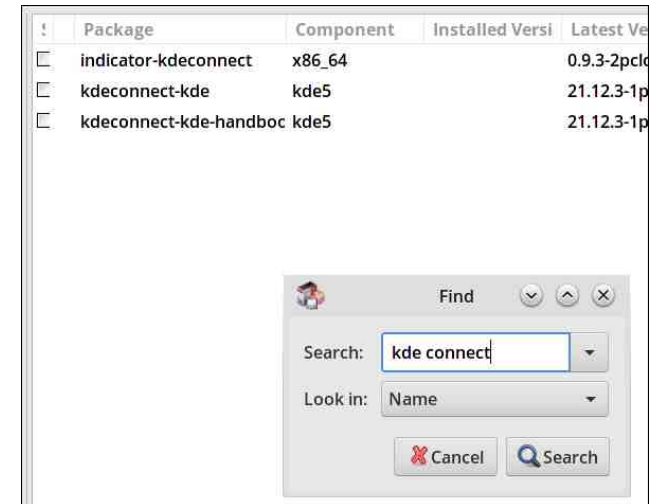 ! Package Component Installed Versi Latest Ve
indicator-kdeconnect x86_64 0.9.3-2pclo
kdeconnect-kde kde5 21.12.3-1p
kdeconnect-kde-handboc kde5 21.12.3-1p
Find
Search: kde connect
Look in: Name
Cancel Search